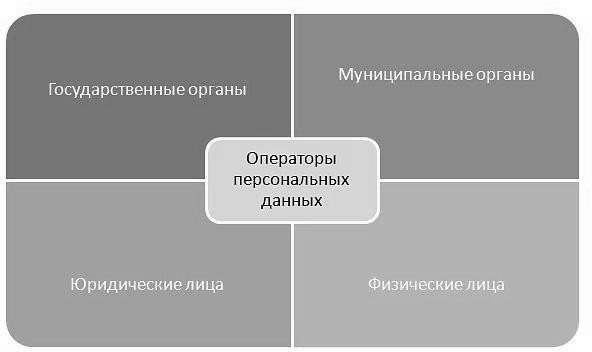 Государственные органы
Муниципальные органы
Операторы
персональных
данных
Юридические лица
Физические лица